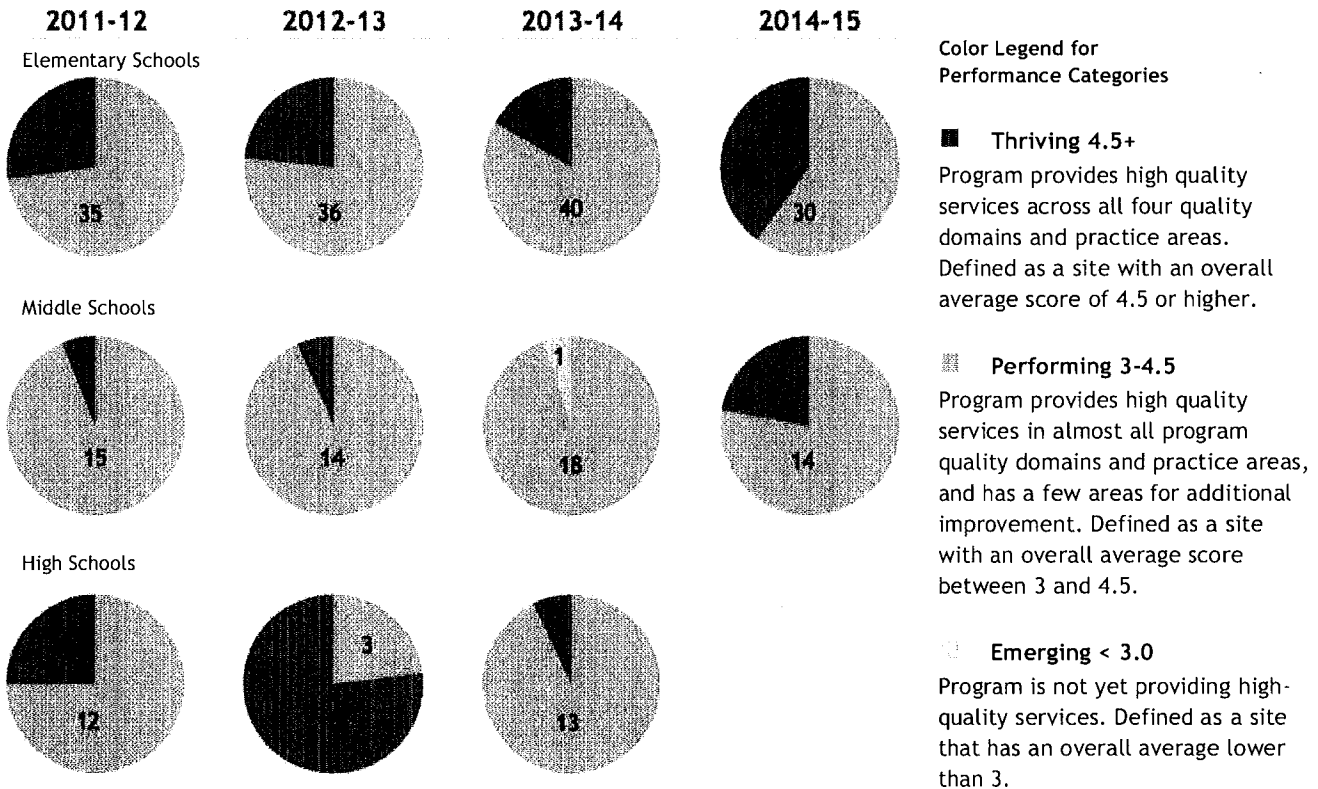 2011-12 2012-13 2013-14 2014-15
Elementary Schools
35 36 40 30
Middle Schools
15 14 1 18 14
High Schools
12 3 13
Color Legend for
Performance Categories
Thriving 4.5+
Program provides high quality
services across all four quality
domains and practice areas.
Defined as a site with an overall
average score of 4.5 or higher.
Performing 3-4.5
Program provides high quality
services in almost all program
quality domains and practice areas,
and has a few areas for additional
improvement. Defined as a site
with an overall average score
between 3 and 4.5.
Emerging < 3.0
Program is not yet providing high-
quality services. Defined as a site
that has an overall average lower
than 3.